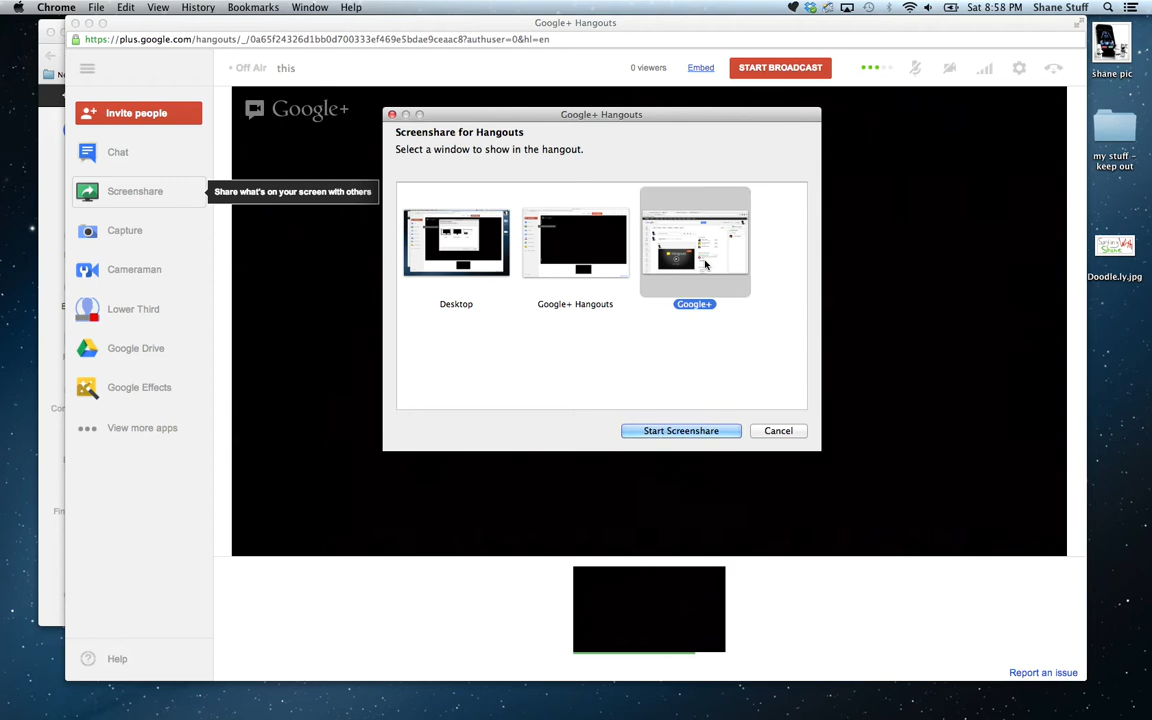 Chrome File Edit View History Bookmarks Window Help Sat 8:58 PM Shane Stuff
Google+ Hangouts
https://plus.google.com/hangouts/_/0a65f24326d1bb0d700333ef469e5bdae9ceaac8?authuser=0&hl=en
Off Air this 0 viewers Embed START BROADCAST
shane pic
Google+
Google+ Hangouts
Screenshare for Hangouts
Select a window to show in the hangout.
Invite people
Chat
Screenshare
Share what's on your screen with others
Capture
Cameraman
Lower Third
Google Drive
Google Effects
View more apps
Desktop
Google+ Hangouts
Google+
Start Screenshare
Cancel
my stuff -
keep out
With
Shane
Doodle.ly.jpg
Help
Report an issue